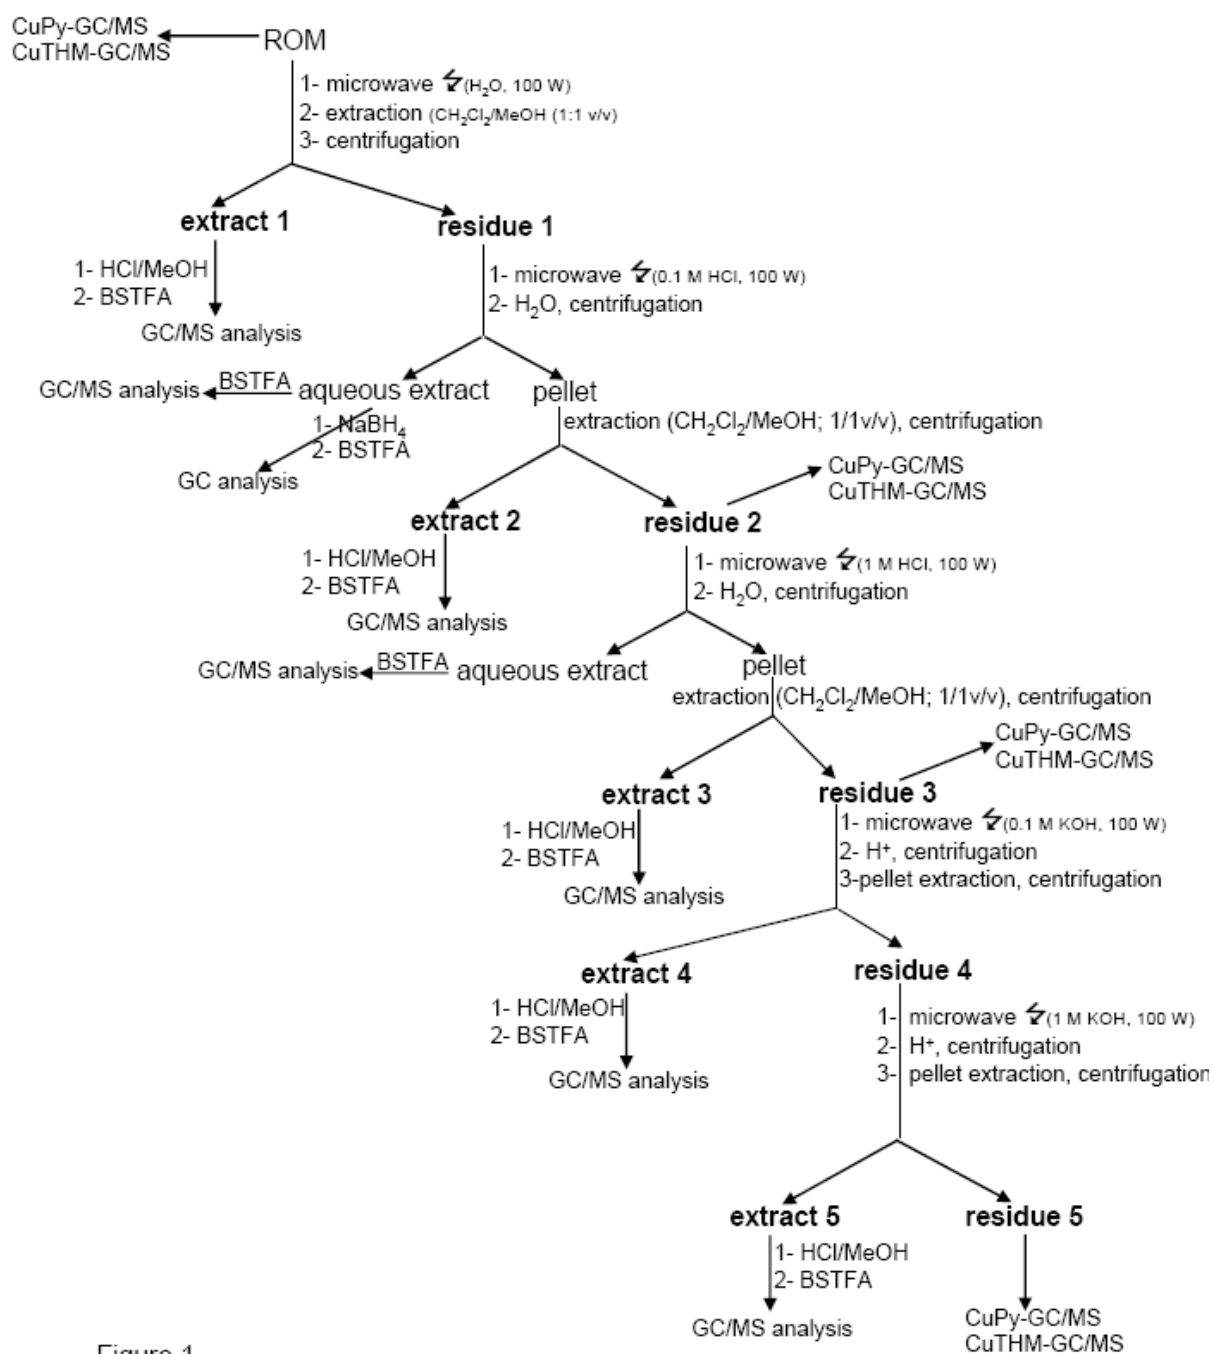 CuPy-GC/MS
CuTHM-GC/MS
ROM
1- microwave (H2O, 100 W)
2- extraction (CH2Cl2/MeOH (1:1 v/v)
3- centrifugation
extract 1
residue 1
1- HCl/MeOH
2- BSTFA
GC/MS analysis
1- microwave (0.1 M HCl, 100 W)
2- H2O, centrifugation
GC/MS analysis
BSTFA
aqueous extract
pellet
1- NaBH4
2- BSTFA
GC analysis
extraction (CH2Cl2/MeOH; 1/1v/v), centrifugation
CuPy-GC/MS
CuTHM-GC/MS
extract 2
residue 2
1- HCl/MeOH
2- BSTFA
GC/MS analysis
1- microwave (1 M HCl, 100 W)
2- H2O, centrifugation
GC/MS analysis
BSTFA
aqueous extract
pellet
extraction (CH2Cl2/MeOH; 1/1v/v), centrifugation
CuPy-GC/MS
CuTHM-GC/MS
extract 3
residue 3
1- HCl/MeOH
2- BSTFA
GC/MS analysis
1- microwave (0.1 M KOH, 100 W)
2- H+, centrifugation
3-pellet extraction, centrifugation
extract 4
residue 4
1- HCl/MeOH
2- BSTFA
GC/MS analysis
1- microwave (1 M KOH, 100 W)
2- H+, centrifugation
3- pellet extraction, centrifugation
extract 5
residue 5
1- HCl/MeOH
2- BSTFA
GC/MS analysis
CuPy-GC/MS
CuTHM-GC/MS
Figure 1